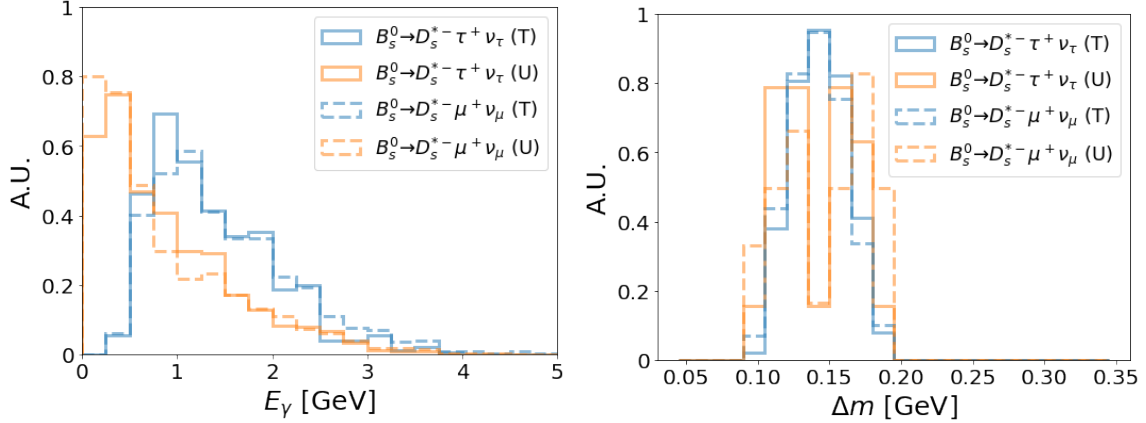 1
0.8
0.6
0.4
0.2
0
A.U.
0
1
2
3
4
5
E_γ [GeV]
B_s^0→D_s^{*−} τ^+ ν_τ (T)
B_s^0→D_s^{*−} τ^+ ν_τ (U)
B_s^0→D_s^{*−} μ^+ ν_μ (T)
B_s^0→D_s^{*−} μ^+ ν_μ (U)
1
0.8
0.6
0.4
0.2
0
A.U.
0.05
0.10
0.15
0.20
0.25
0.30
0.35
Δm [GeV]
B_s^0→D_s^{*−} τ^+ ν_τ (T)
B_s^0→D_s^{*−} τ^+ ν_τ (U)
B_s^0→D_s^{*−} μ^+ ν_μ (T)
B_s^0→D_s^{*−} μ^+ ν_μ (U)